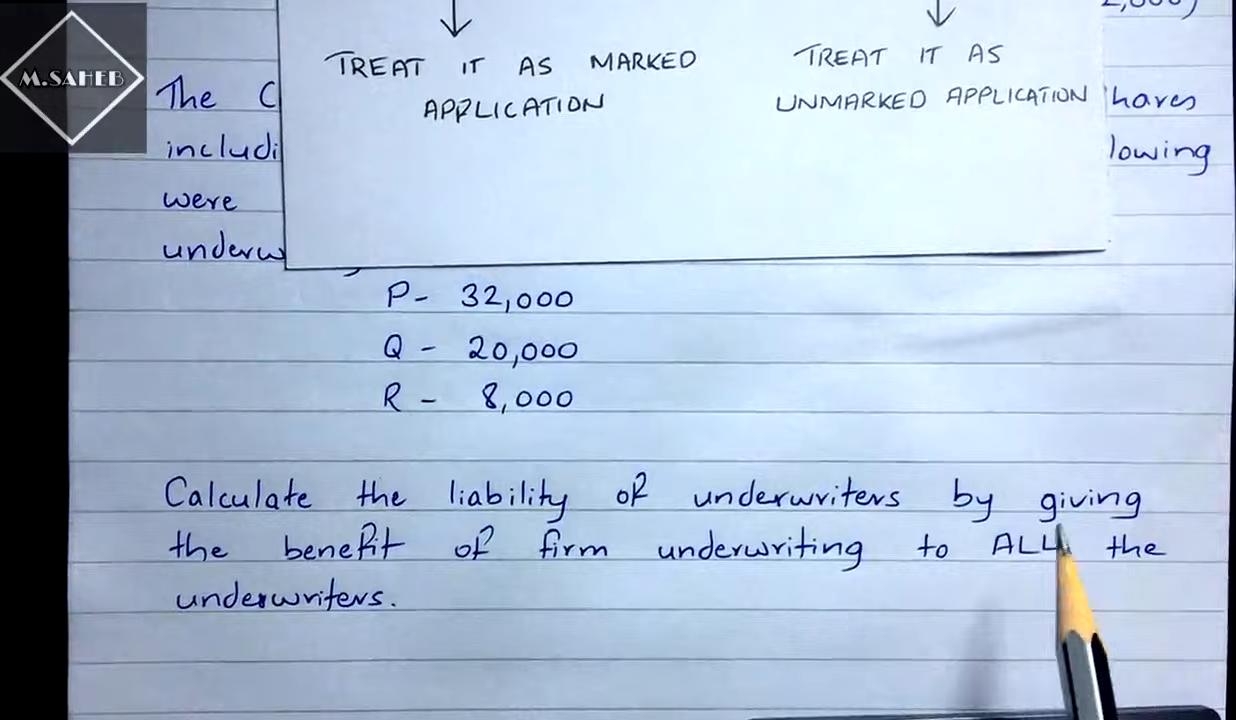 M.SAHEB
TREAT IT AS MARKED
APPLICATION
TREAT IT AS
UNMARKED APPLICATION
The
were
P - 32,000
Q - 20,000
R - 8,000
Calculate the liability of underwriters by giving
the benefit of firm underwriting to ALL the
underwriters.